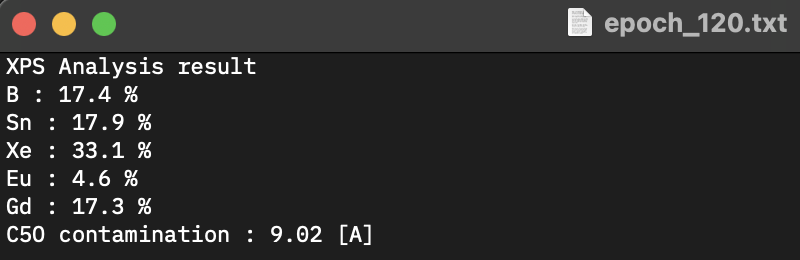 epoch_120.txt
XPS Analysis result
B : 17.4 %
Sn : 17.9 %
Xe : 33.1 %
Eu : 4.6 %
Gd : 17.3 %
C5O contamination : 9.02 [A]